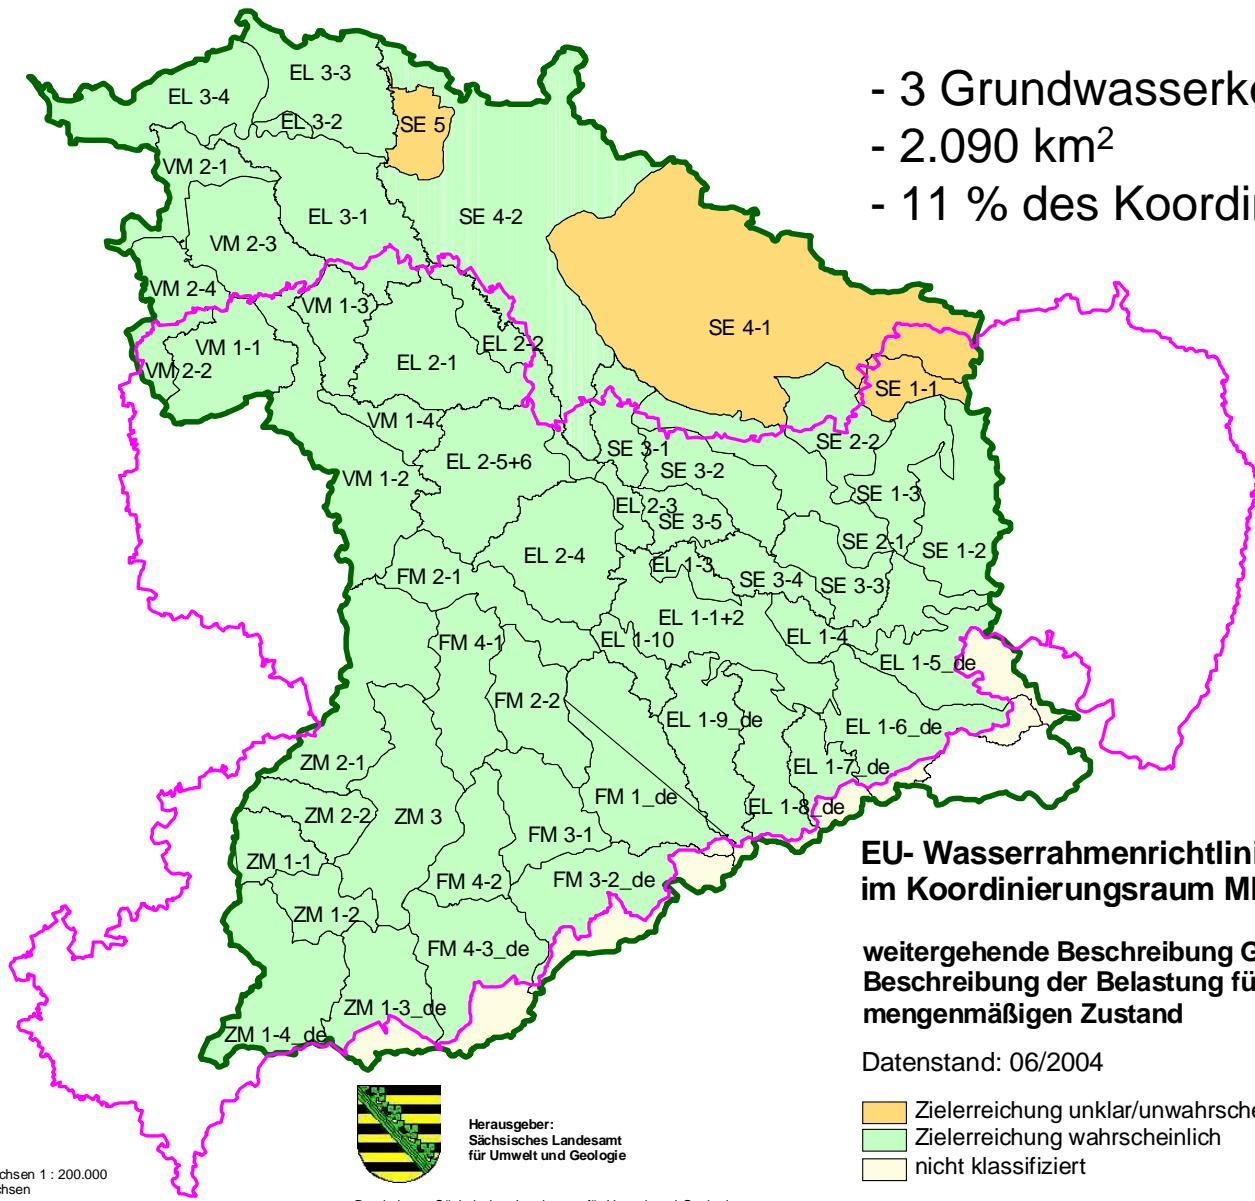 - 3 Grundwasserkö
- 2.090 km²
- 11 % des Koordi
EL 3-3
EL 3-4
EL 3-2
SE 5
VM 2-1
EL 3-1
SE 4-2
VM 2-3
VM 2-4
VM 1-3
SE 4-1
VM 1-1
EL 2-2
EL 2-1
VM 2-2
SE 1-1
VM 1-4
SE 2-2
SE 3-1
EL 2-5+6
SE 3-2
VM 1-2
SE 1-3
EL 2-3
SE 3-5
SE 2-1
SE 1-2
EL 2-4
EL 1-3
FM 2-1
SE 3-4
SE 3-3
EL 1-1+2
EL 1-10
EL 1-4
FM 4-1
EL 1-5_de
FM 2-2
EL 1-9_de
EL 1-6_de
ZM 2-1
EL 1-7_de
FM 1_de
EL 1-8_de
ZM 2-2
ZM 3
FM 3-1
ZM 1-1
FM 4-2
FM 3-2_de
ZM 1-2
FM 4-3_de
ZM 1-3_de
ZM 1-4_de
EU- Wasserrahmenrichtlini
im Koordinierungsraum M
weitergehende Beschreibung G
Beschreibung der Belastung fü
mengenmäßigen Zustand
Datenstand: 06/2004
Zielerreichung unklar/unwahrsche
Zielerreichung wahrscheinlich
nicht klassifiziert
Herausgeber:
Sächsisches Landesamt
für Umwelt und Geologie
chsen 1 : 200.000
chsen